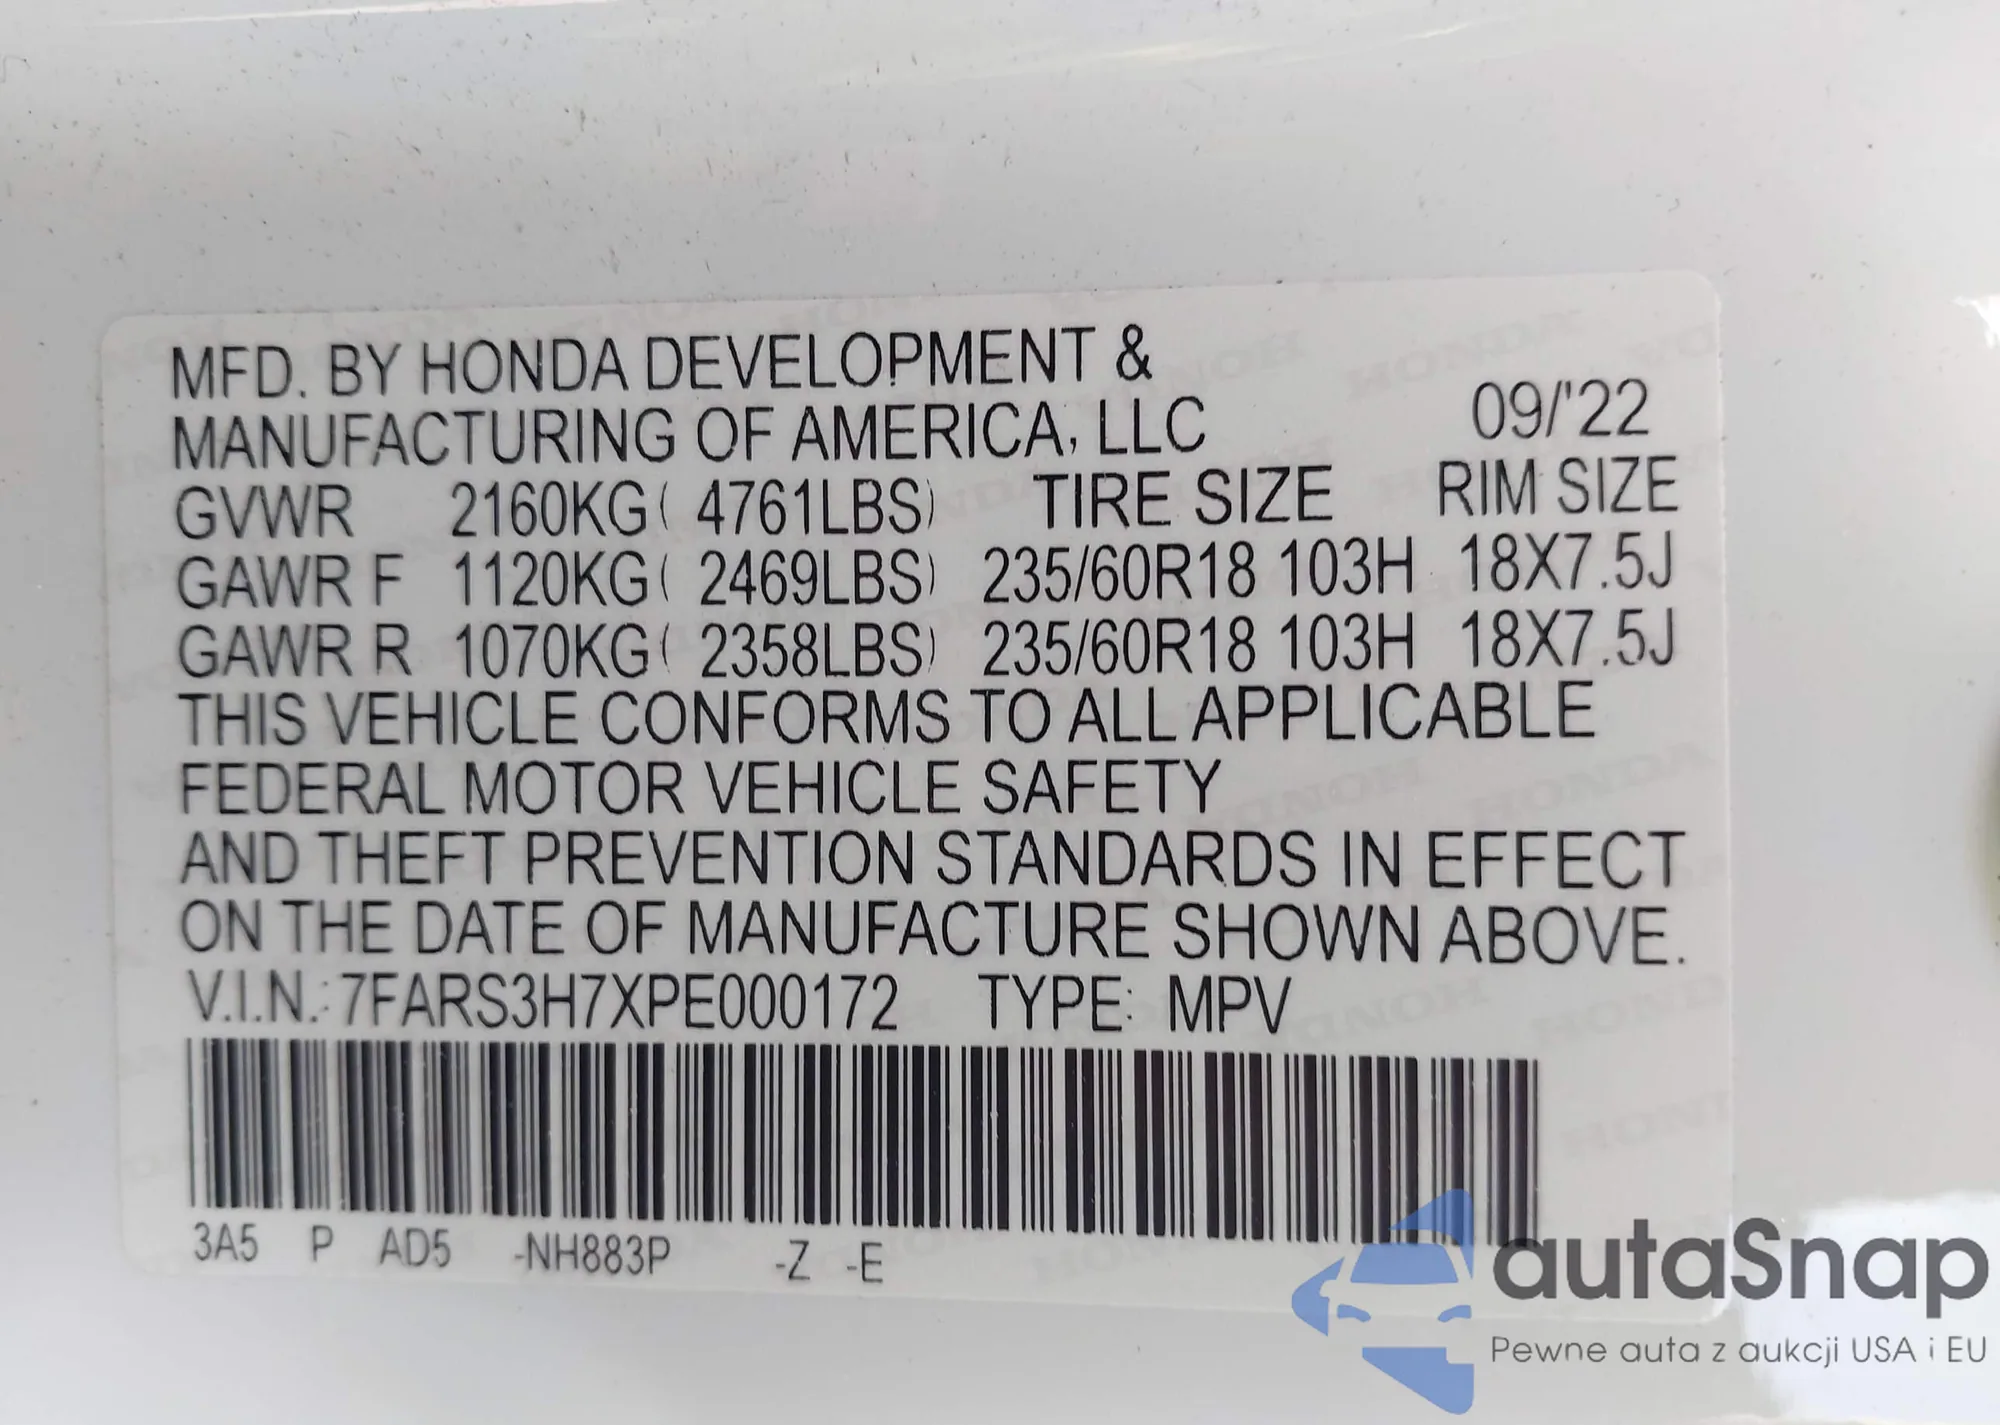 MFD. BY HONDA DEVELOPMENT &
MANUFACTURING OF AMERICA, LLC 09/'22
GVWR 2160KG( 4761LBS) TIRE SIZE RIM SIZE
GAWR F 1120KG( 2469LBS) 235/60R18 103H 18X7.5J
GAWR R 1070KG( 2358LBS) 235/60R18 103H 18X7.5J
THIS VEHICLE CONFORMS TO ALL APPLICABLE
FEDERAL MOTOR VEHICLE SAFETY
AND THEFT PREVENTION STANDARDS IN EFFECT
ON THE DATE OF MANUFACTURE SHOWN ABOVE.
V.I.N.: 7FARS3H7XPE000172 TYPE: MPV
3A5 P AD5 -NH883P -Z -E
autaSnap
Pewne auta z aukcji USA i EU